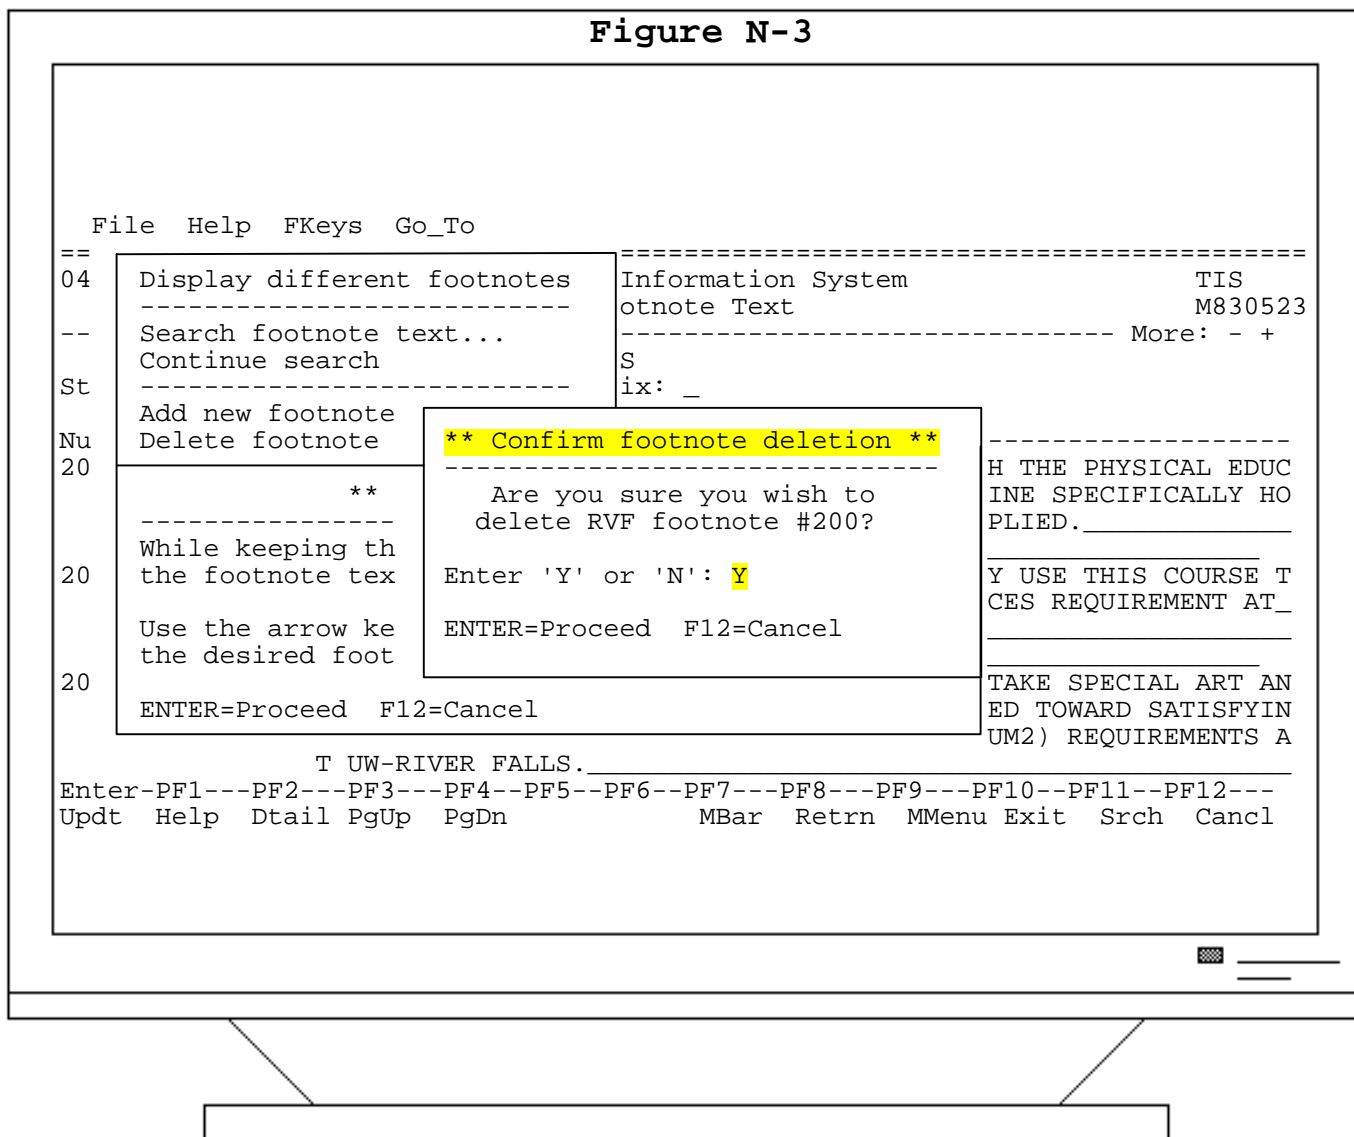 Figure N-3
File  Help  FKeys  Go_To
==                                 ===========================================
04   Display different footnotes   Information System                  TIS
     ---------------------------   otnote Text                         M830523
--   Search footnote text...       ------------------------------- More: - +
     Continue search               S
St   ---------------------------   ix: _
     Add new footnote
Nu   Delete footnote    ** Confirm footnote deletion **   -------------------
20                      -------------------------------   H THE PHYSICAL EDUC
                  **       Are you sure you wish to       INE SPECIFICALLY HO
     ----------------     delete RVF footnote #200?       PLIED._____________
     While keeping th                                     _________________
20   the footnote tex   Enter 'Y' or 'N': Y               Y USE THIS COURSE T
                                                          CES REQUIREMENT AT_
     Use the arrow ke   ENTER=Proceed  F12=Cancel         ___________________
     the desired foot                                     _________________
20                                                        TAKE SPECIAL ART AN
     ENTER=Proceed  F12=Cancel                            ED TOWARD SATISFYIN
                                                          UM2) REQUIREMENTS A
                T UW-RIVER FALLS.____________________________________________
Enter-PF1---PF2---PF3---PF4--PF5--PF6--PF7---PF8---PF9---PF10--PF11--PF12---
Updt  Help  Dtail PgUp  PgDn            MBar  Retrn  MMenu Exit  Srch  Cancl